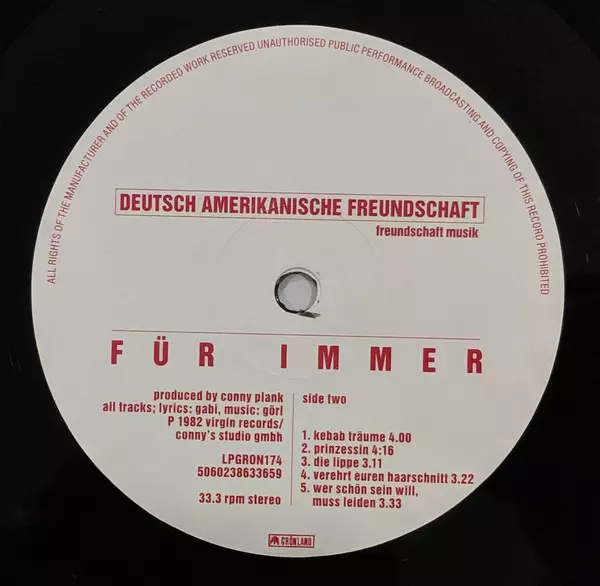 ALL RIGHTS OF THE MANUFACTURER AND OF THE RECORDED WORK RESERVED UNAUTHORISED PUBLIC PERFORMANCE BROADCASTING AND COPYING OF THIS RECORD PROHIBITED
DEUTSCH AMERIKANISCHE FREUNDSCHAFT
freundschaft musik
FÜR IMMER
produced by conny plank
all tracks; lyrics: gabi, music: görl
P 1982 virgin records/
conny's studio gmbh
LPGRON174
5060238633659
33.3 rpm stereo
side two
1. kebab träume 4.00
2. prinzessin 4:16
3. die lippe 3.11
4. verehrt euren haarschnitt 3.22
5. wer schön sein will,
muss leiden 3.33
GRÖNLAND